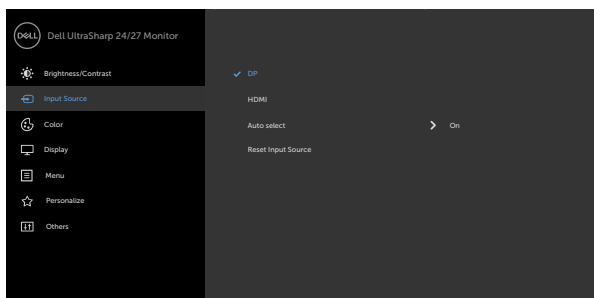 DELL Dell UltraSharp 24/27 Monitor
Brightness/Contrast
Input Source
Color
Display
Menu
Personalize
Others
DP
HDMI
Auto select On
Reset Input Source